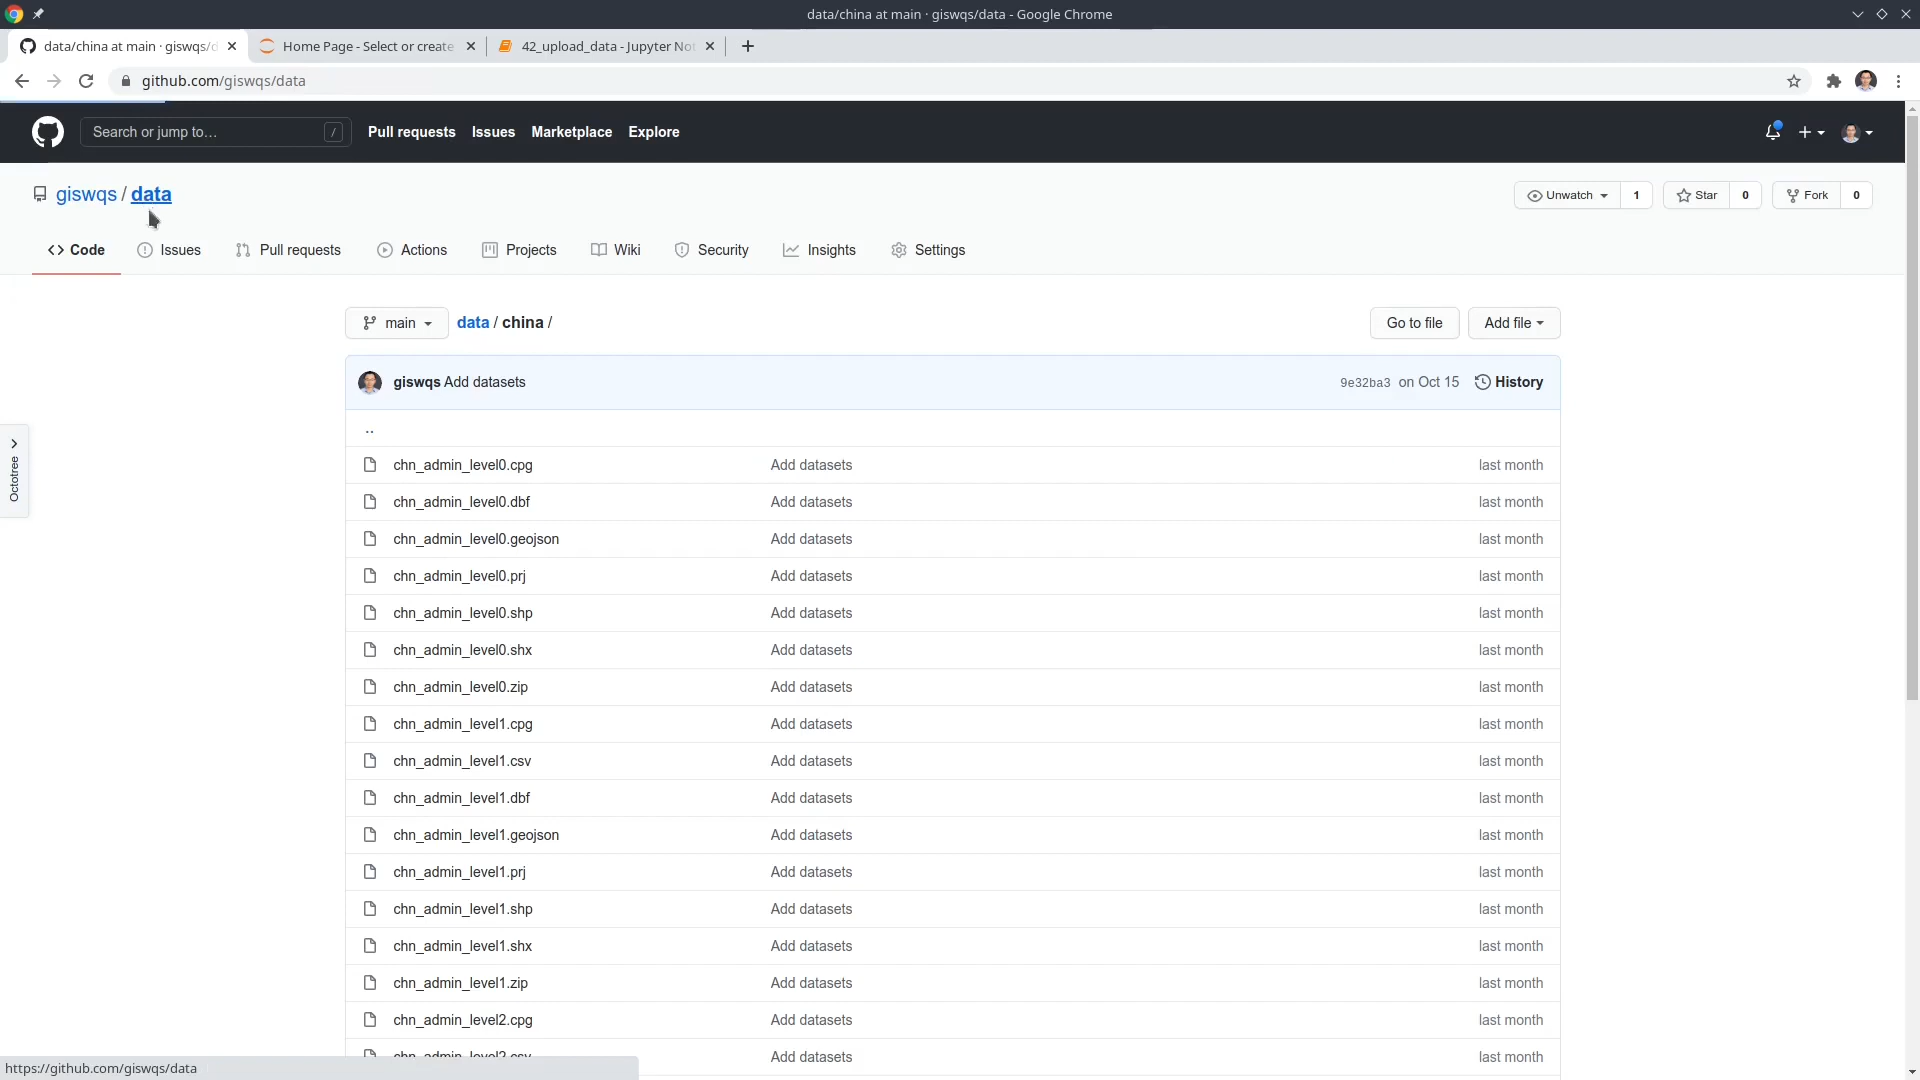 data/china at main · giswqs/data - Google Chrome
data/china at main · giswqs/d
Home Page - Select or create
42_upload_data - Jupyter Not
github.com/giswqs/data
Search or jump to…
/
Pull requests
Issues
Marketplace
Explore
giswqs / data
Unwatch
1
Star
0
Fork
0
Code
Issues
Pull requests
Actions
Projects
Wiki
Security
Insights
Settings
main
data / china /
Go to file
Add file
giswqs Add datasets
9e32ba3 on Oct 15
History
..
Octotree
chn_admin_level0.cpg Add datasets last month
chn_admin_level0.dbf Add datasets last month
chn_admin_level0.geojson Add datasets last month
chn_admin_level0.prj Add datasets last month
chn_admin_level0.shp Add datasets last month
chn_admin_level0.shx Add datasets last month
chn_admin_level0.zip Add datasets last month
chn_admin_level1.cpg Add datasets last month
chn_admin_level1.csv Add datasets last month
chn_admin_level1.dbf Add datasets last month
chn_admin_level1.geojson Add datasets last month
chn_admin_level1.prj Add datasets last month
chn_admin_level1.shp Add datasets last month
chn_admin_level1.shx Add datasets last month
chn_admin_level1.zip Add datasets last month
chn_admin_level2.cpg Add datasets last month
chn_admin_level2.csv Add datasets last month
https://github.com/giswqs/data